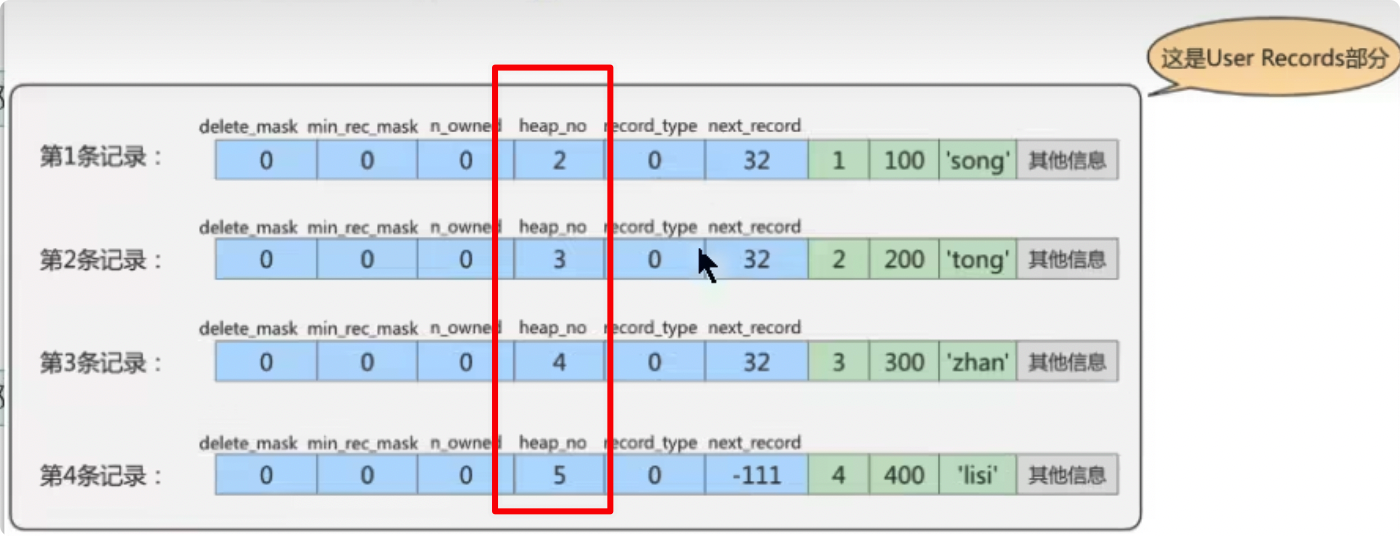 这是User Records部分
delete_mask min_rec_mask n_owned heap_no record_type next_record
第1条记录： 0 0 0 2 0 32 1 100 'song' 其他信息
delete_mask min_rec_mask n_owned heap_no record_type next_record
第2条记录： 0 0 0 3 0 32 2 200 'tong' 其他信息
delete_mask min_rec_mask n_owned heap_no record_type next_record
第3条记录： 0 0 0 4 0 32 3 300 'zhan' 其他信息
delete_mask min_rec_mask n_owned heap_no record_type next_record
第4条记录： 0 0 0 5 0 -111 4 400 'lisi' 其他信息